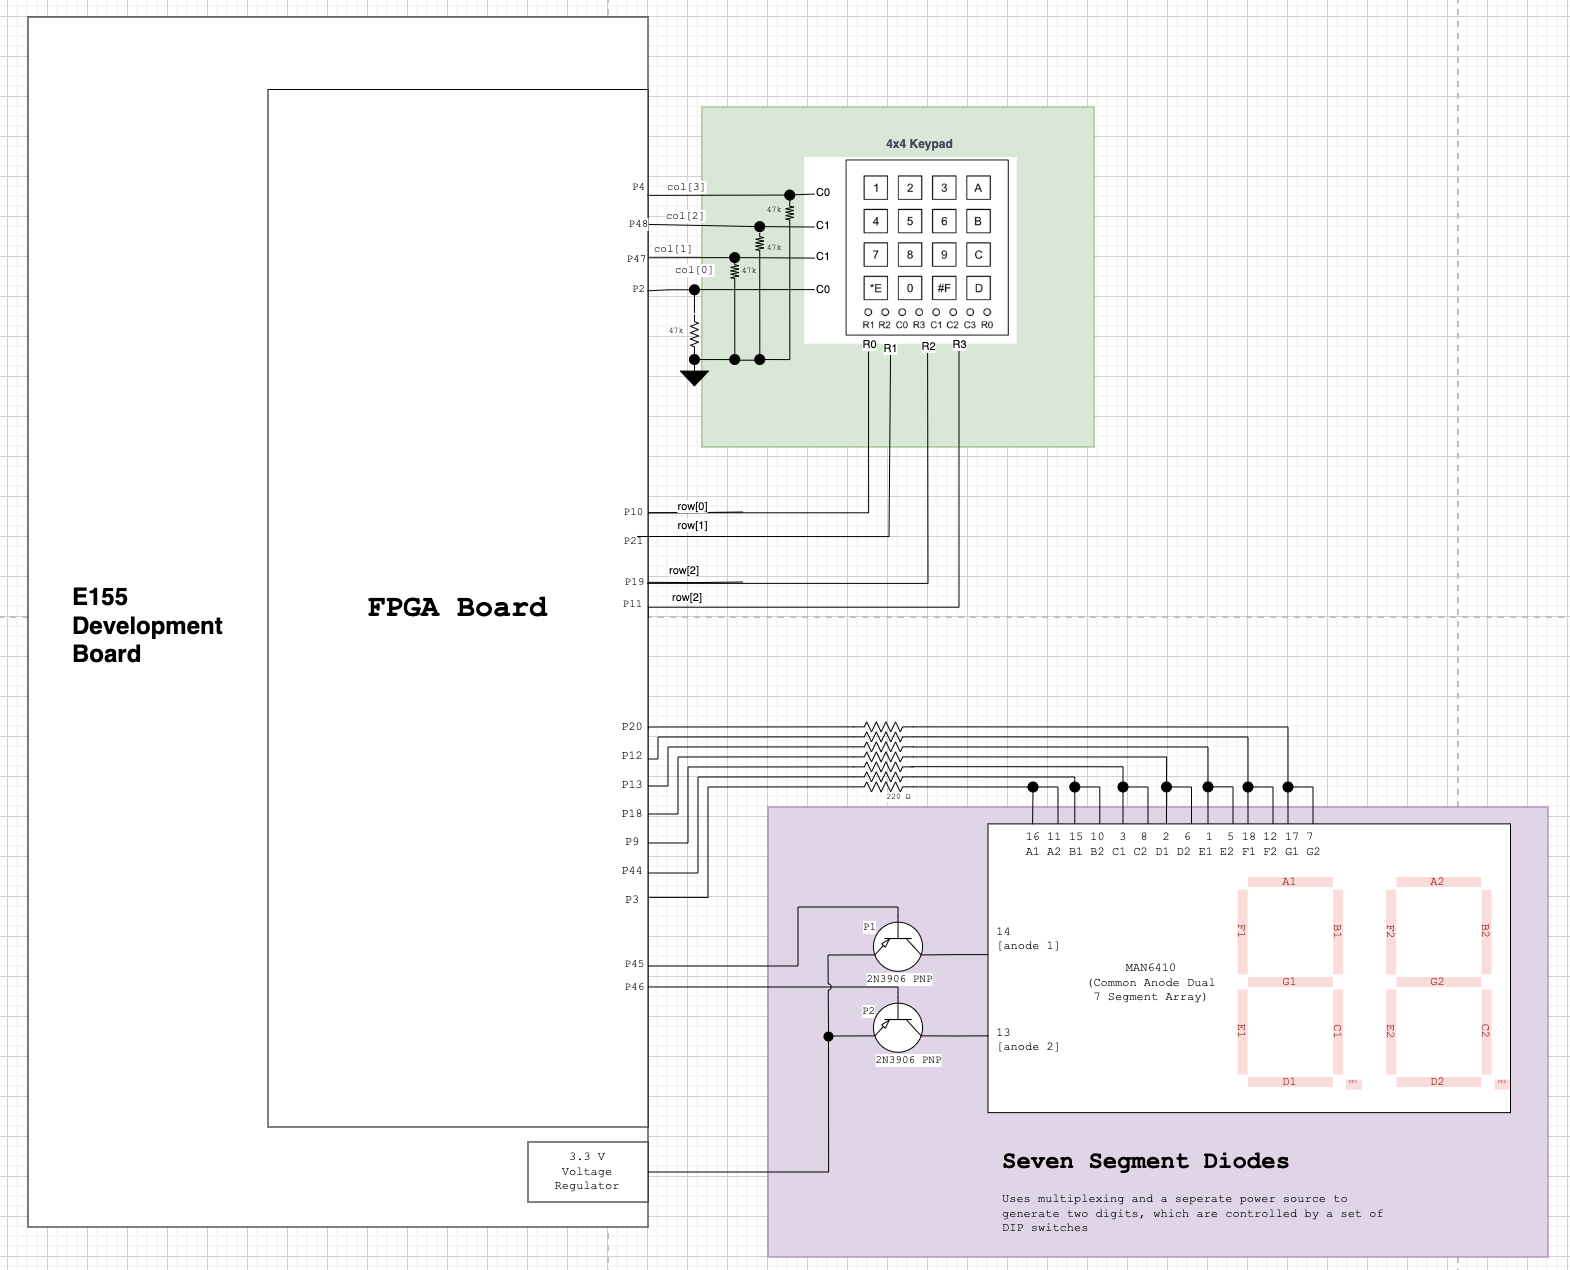 4x4 Keypad
P4 col[3] C0
47k
P48 col[2] C1
47k
P47 col[1] C1
47k
P2 col[0] C0
47k
1 2 3 A
4 5 6 B
7 8 9 C
*E 0 #F D
R1 R2 C0 R3 C1 C2 C3 R0
R0 R1 R2 R3
P10 row[0]
P21 row[1]
P19 row[2]
P11 row[2]
E155
Development
Board
FPGA Board
P20
P12
P13
P18
P9
P44
P3
220 Ω
P45
P46
16 11 15 10 3 8 2 6 1 5 18 12 17 7
A1 A2 B1 B2 C1 C2 D1 D2 E1 E2 F1 F2 G1 G2
P1
2N3906 PNP
P2
2N3906 PNP
14
[anode 1]
13
[anode 2]
MAN6410
(Common Anode Dual
7 Segment Array)
A1 A2
F1 B1 F2 B2
G1 G2
E1 C1 E2 C2
D1 D2
DP1 DP2
3.3 V
Voltage
Regulator
Seven Segment Diodes
Uses multiplexing and a seperate power source to
generate two digits, which are controlled by a set of
DIP switches